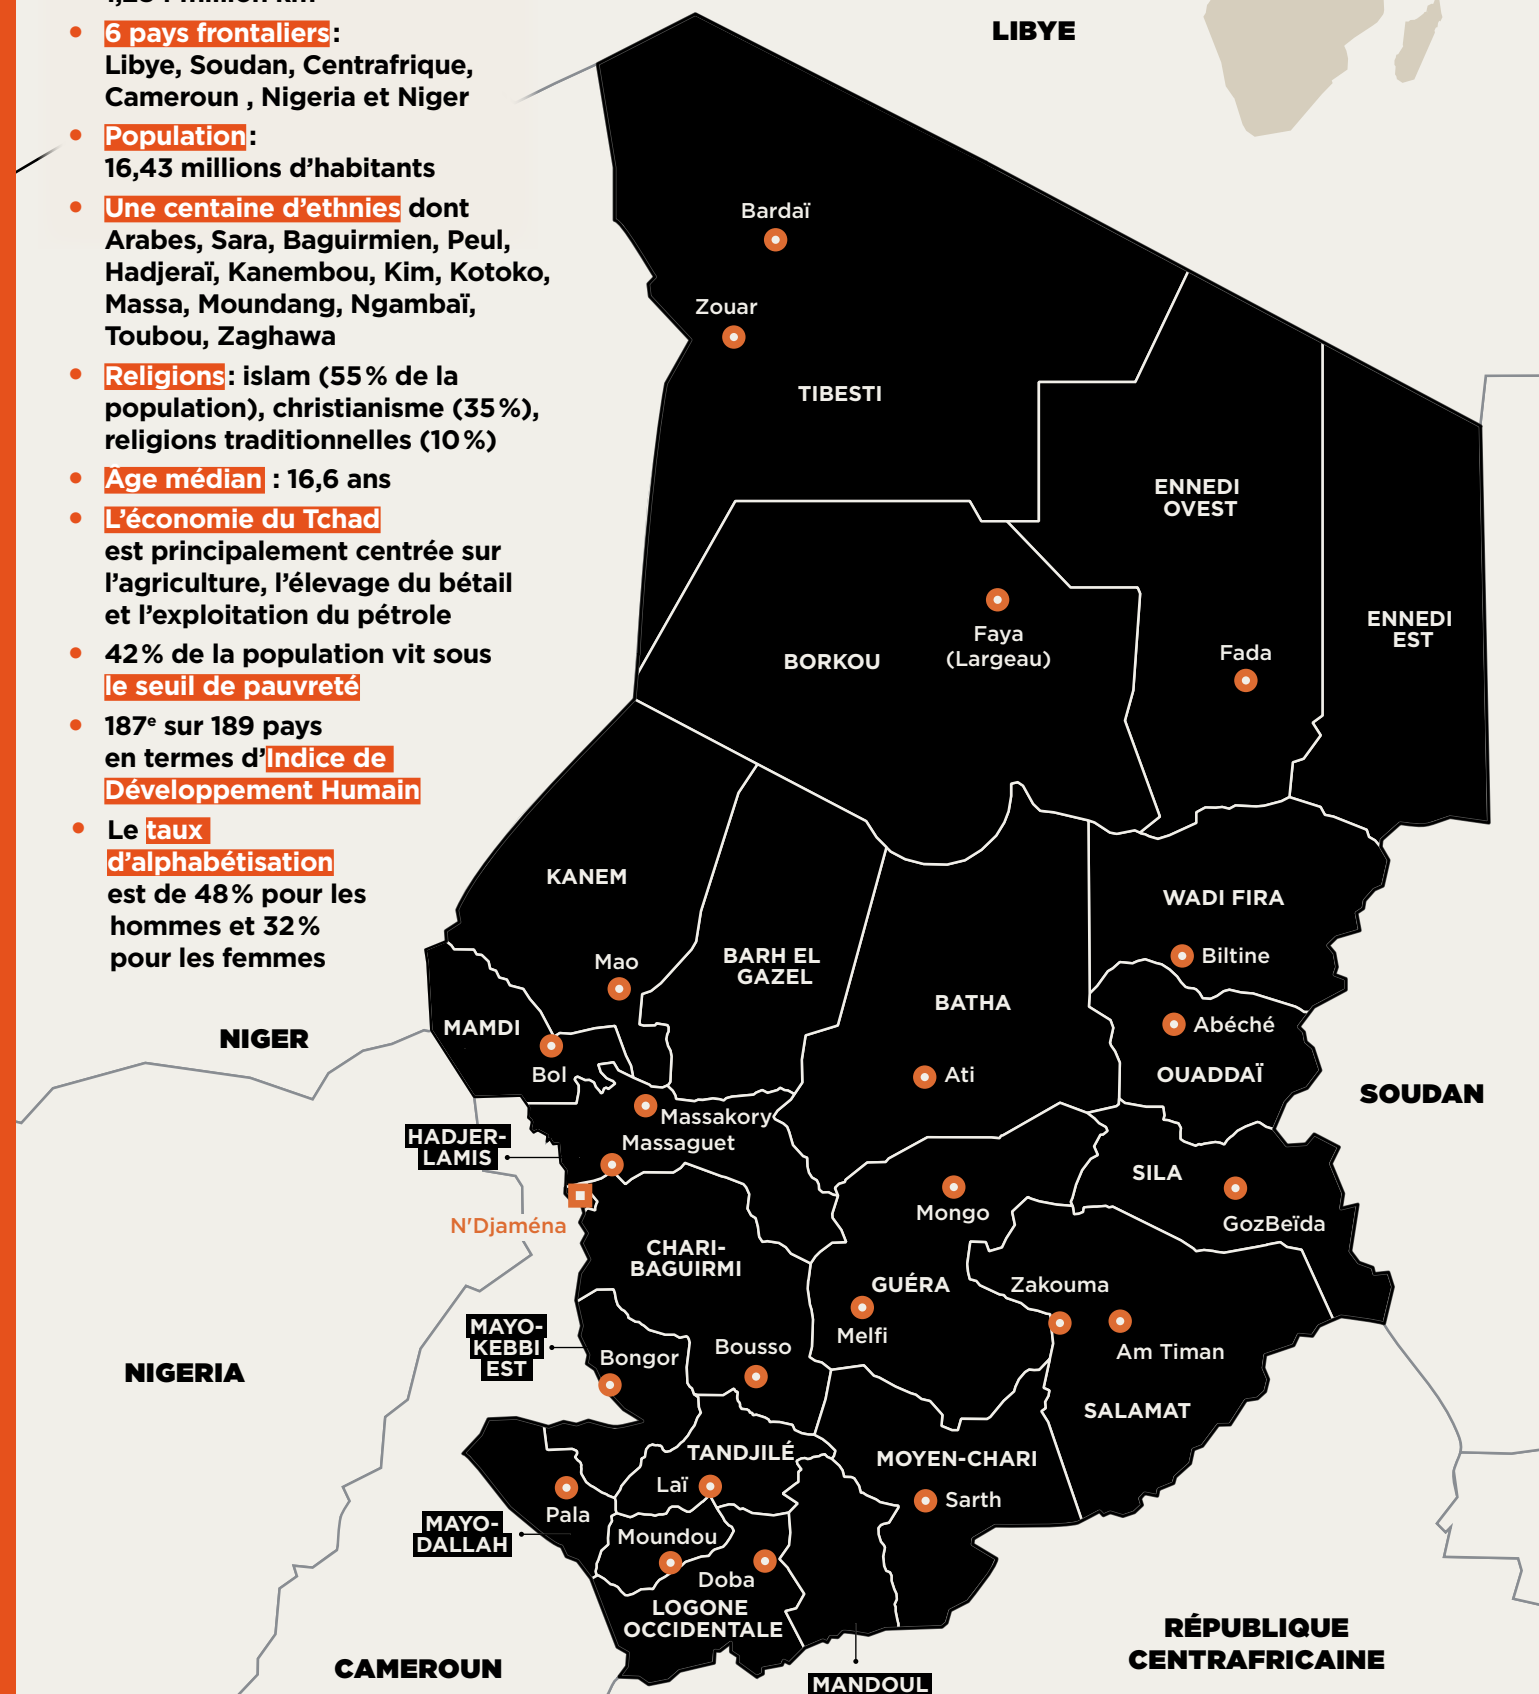 • 6 pays frontaliers :
Libye, Soudan, Centrafrique,
Cameroun , Nigeria et Niger
• Population :
16,43 millions d’habitants
• Une centaine d’ethnies dont
Arabes, Sara, Baguirmien, Peul,
Hadjeraï, Kanembou, Kim, Kotoko,
Massa, Moundang, Ngambaï,
Toubou, Zaghawa
• Religions : islam (55 % de la
population), christianisme (35 %),
religions traditionnelles (10 %)
• Âge médian : 16,6 ans
• L’économie du Tchad
est principalement centrée sur
l’agriculture, l’élevage du bétail
et l’exploitation du pétrole
• 42 % de la population vit sous
le seuil de pauvreté
• 187e sur 189 pays
en termes d’Indice de
Développement Humain
• Le taux
d’alphabétisation
est de 48 % pour les
hommes et 32 %
pour les femmes
LIBYE
Bardaï
Zouar
TIBESTI
ENNEDI
OVEST
ENNEDI
EST
Faya
(Largeau)
BORKOU
Fada
KANEM
WADI FIRA
Mao
BARH EL
GAZEL
Biltine
BATHA
MAMDI
Abéché
NIGER
Bol
Ati
OUADDAÏ
SOUDAN
Massakory
HADJER-
LAMIS
Massaguet
SILA
Mongo
GozBeïda
N'Djaména
CHARI-
BAGUIRMI
GUÉRA
Zakouma
Melfi
Am Timan
MAYO-
KEBBI
EST
Bongor
Bousso
NIGERIA
SALAMAT
TANDJILÉ
MOYEN-CHARI
Laï
Sarth
Pala
MAYO-
DALLAH
Moundou
Doba
LOGONE
OCCIDENTALE
RÉPUBLIQUE
CENTRAFRICAINE
CAMEROUN
MANDOUL